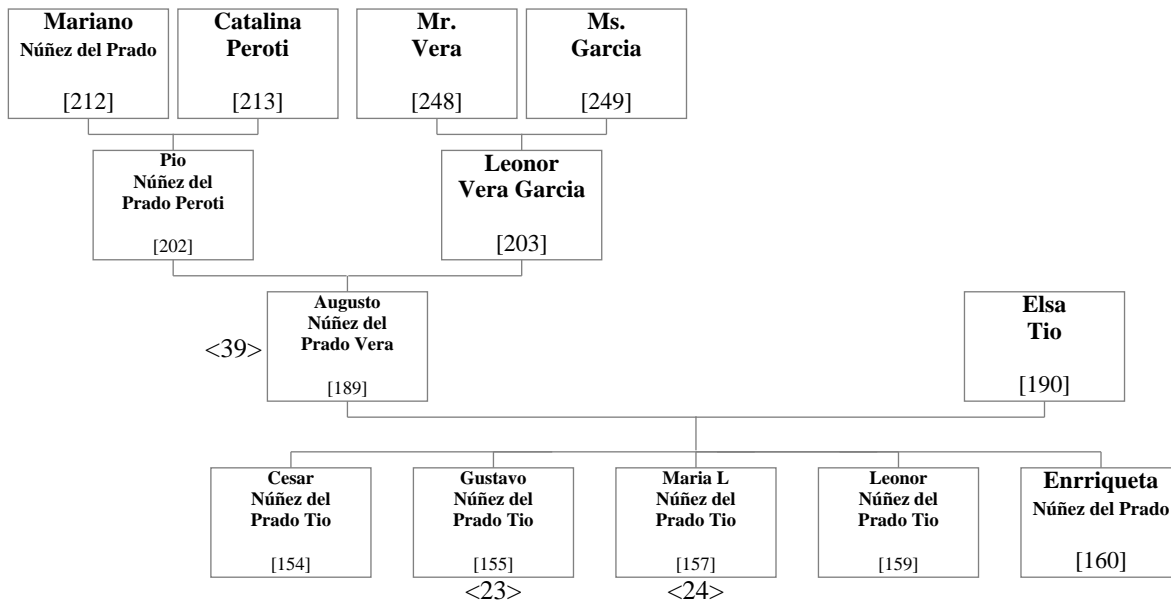 Mariano
Núñez del Prado
[212]
Catalina
Peroti
[213]
Mr.
Vera
[248]
Ms.
Garcia
[249]
Pio
Núñez del
Prado Peroti
[202]
Leonor
Vera Garcia
[203]
<39>
Augusto
Núñez del
Prado Vera
[189]
Elsa
Tio
[190]
Cesar
Núñez del
Prado Tio
[154]
Gustavo
Núñez del
Prado Tio
[155]
<23>
Maria L
Núñez del
Prado Tio
[157]
<24>
Leonor
Núñez del
Prado Tio
[159]
Enrriqueta
Núñez del Prado
[160]